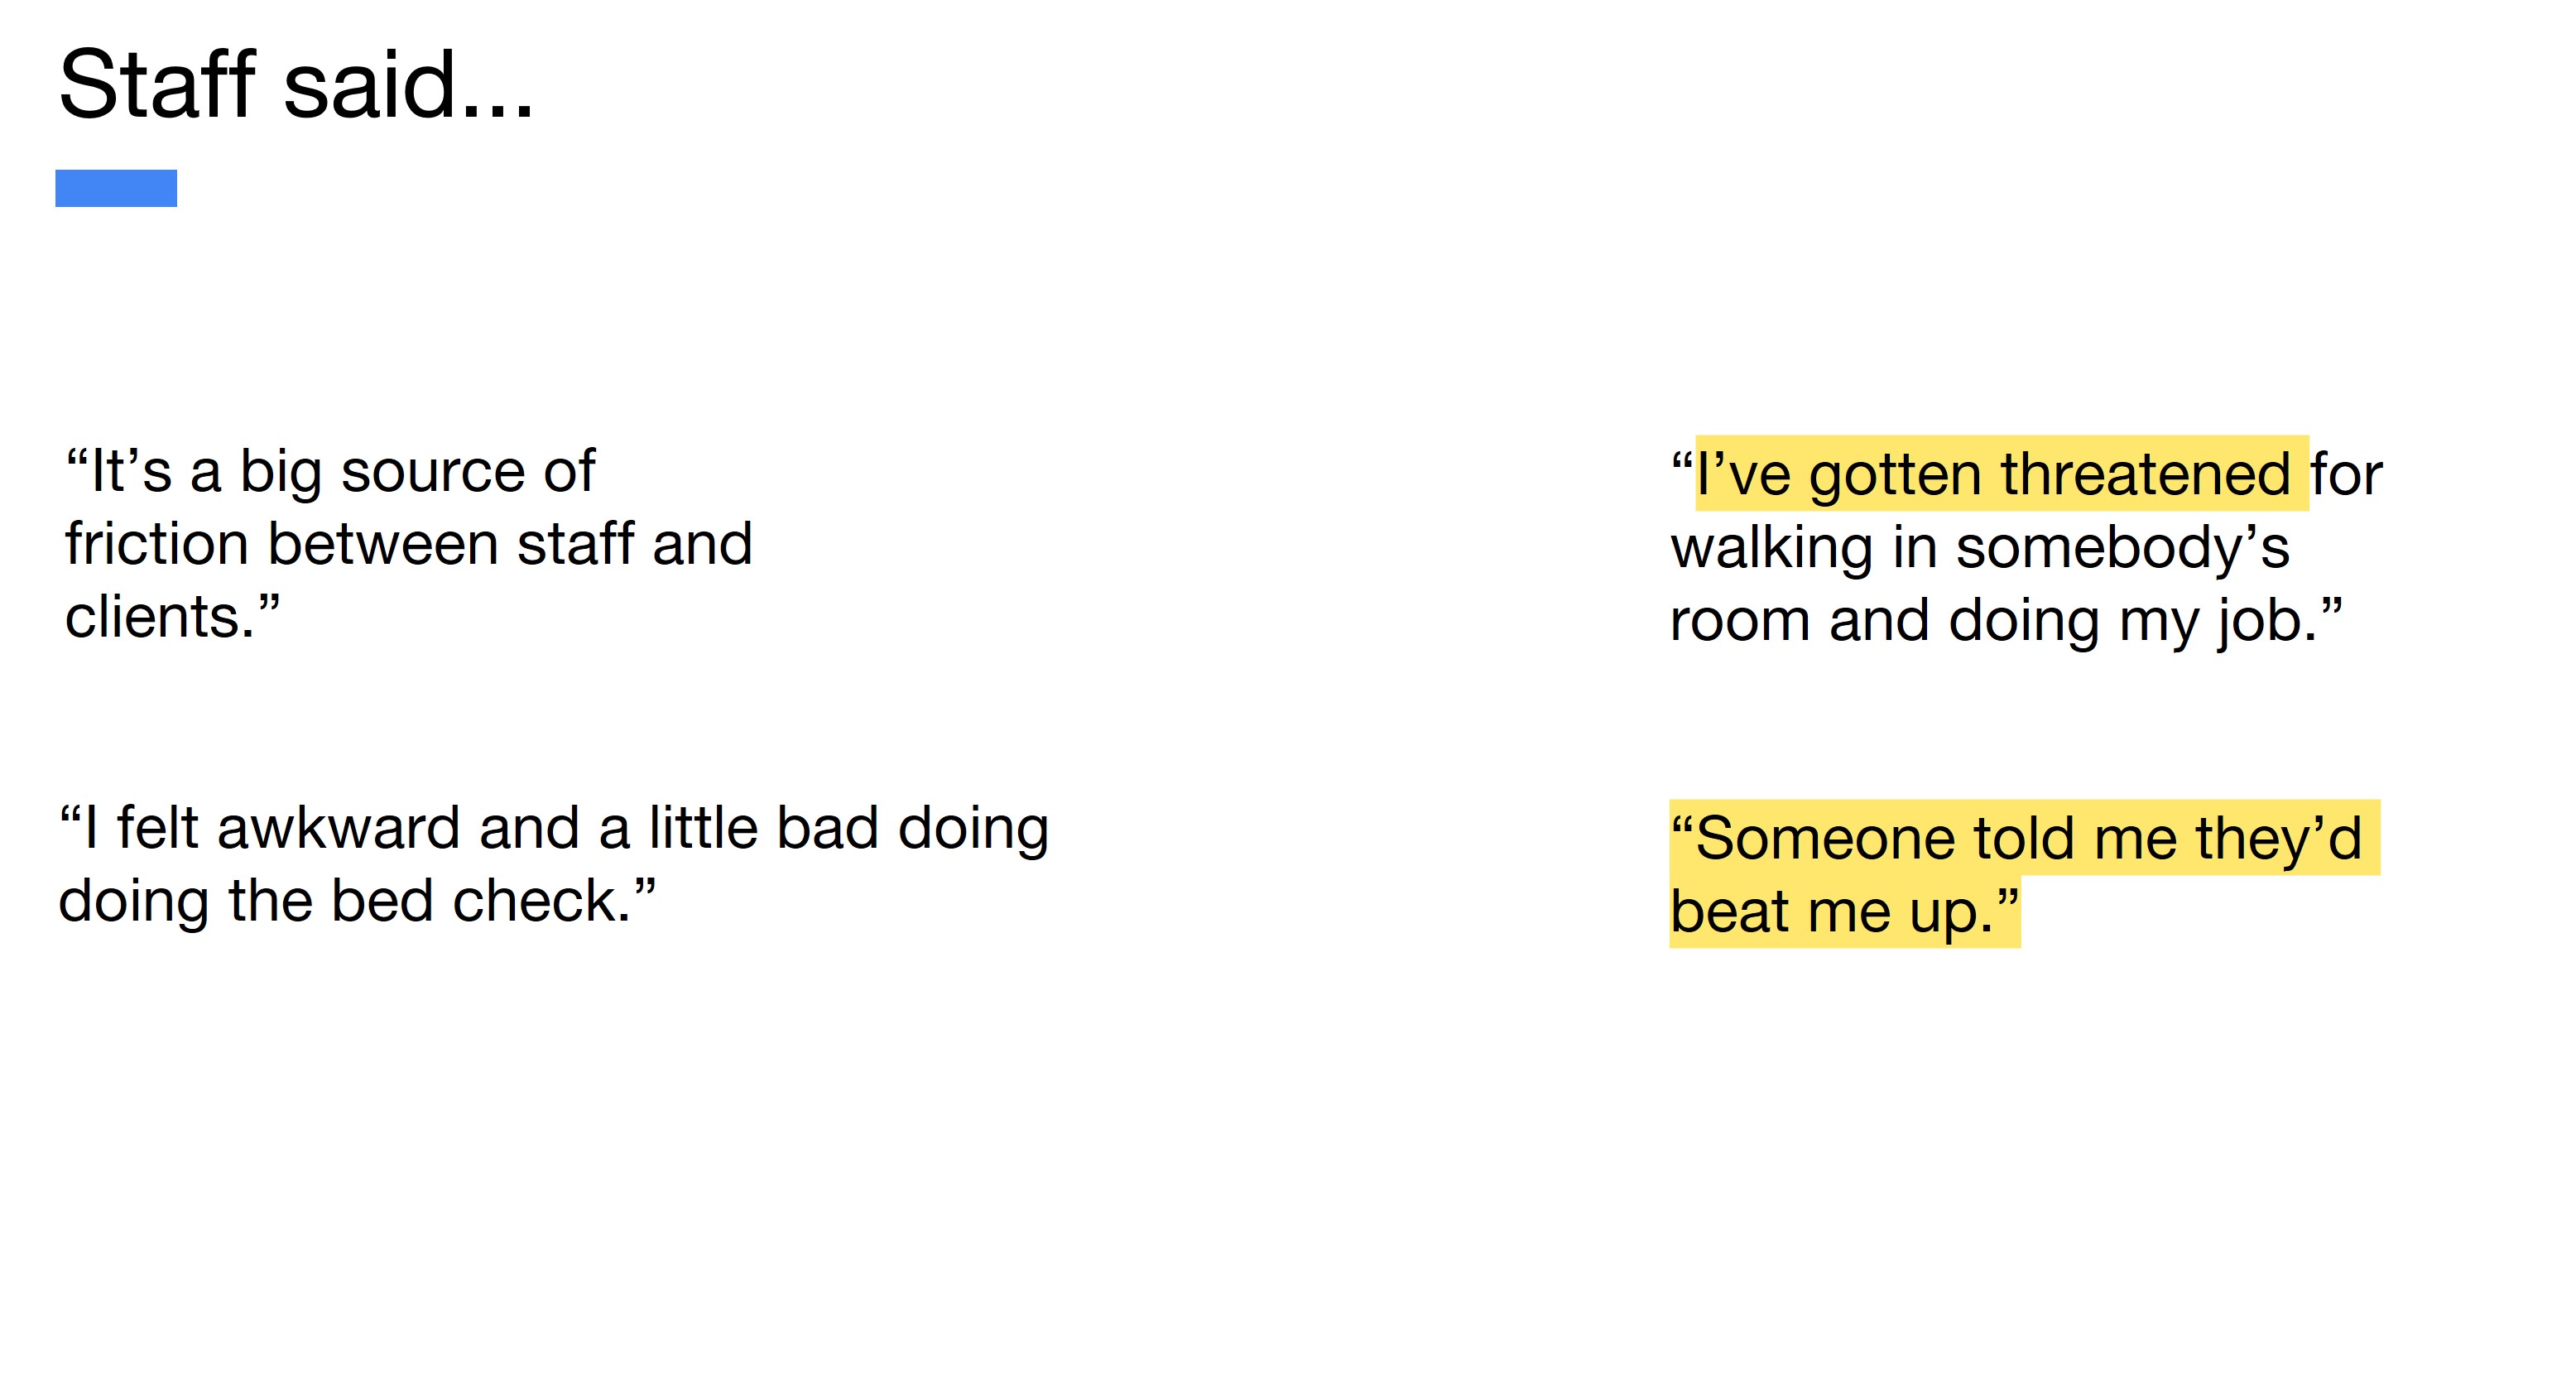 Staff said...
“It’s a big source of
friction between staff and
clients.”
“I felt awkward and a little bad doing
doing the bed check.”
“I’ve gotten threatened for
walking in somebody’s
room and doing my job.”
“Someone told me they’d
beat me up.”